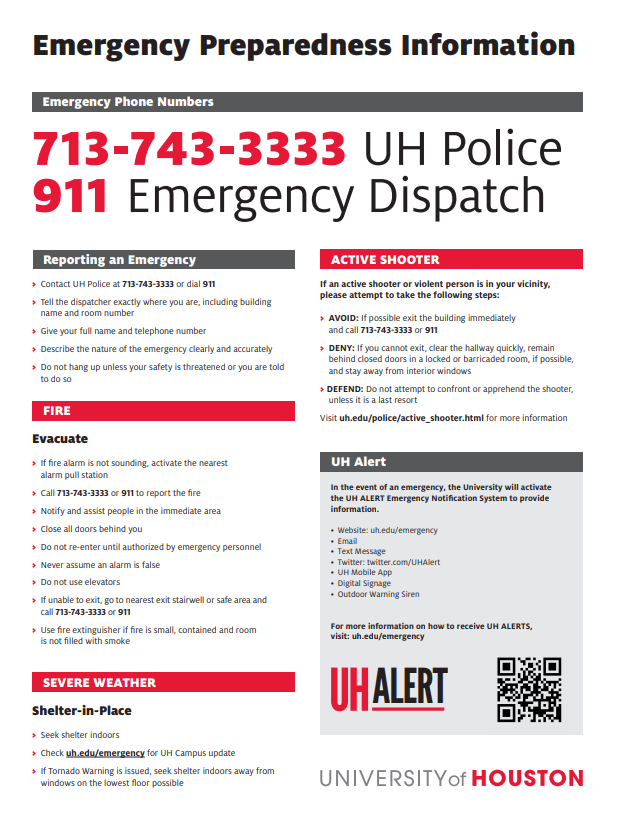 Emergency Preparedness Information
Emergency Phone Numbers
713-743-3333 UH Police
911 Emergency Dispatch
Reporting an Emergency
› Contact UH Police at 713-743-3333 or dial 911
› Tell the dispatcher exactly where you are, including building
name and room number
› Give your full name and telephone number
› Describe the nature of the emergency clearly and accurately
› Do not hang up unless your safety is threatened or you are told
to do so
FIRE
Evacuate
› If fire alarm is not sounding, activate the nearest
alarm pull station
› Call 713-743-3333 or 911 to report the fire
› Notify and assist people in the immediate area
› Close all doors behind you
› Do not re-enter until authorized by emergency personnel
› Never assume an alarm is false
› Do not use elevators
› If unable to exit, go to nearest exit stairwell or safe area and
call 713-743-3333 or 911
› Use fire extinguisher if fire is small, contained and room
is not filled with smoke
SEVERE WEATHER
Shelter-in-Place
› Seek shelter indoors
› Check uh.edu/emergency for UH Campus update
› If Tornado Warning is issued, seek shelter indoors away from
windows on the lowest floor possible
ACTIVE SHOOTER
If an active shooter or violent person is in your vicinity,
please attempt to take the following steps:
› AVOID: If possible exit the building immediately
and call 713-743-3333 or 911
› DENY: If you cannot exit, clear the hallway quickly, remain
behind closed doors in a locked or barricaded room, if possible,
and stay away from interior windows
› DEFEND: Do not attempt to confront or apprehend the shooter,
unless it is a last resort
Visit uh.edu/police/active_shooter.html for more information
UH Alert
In the event of an emergency, the University will activate
the UH ALERT Emergency Notification System to provide
information.
• Website: uh.edu/emergency
• Email
• Text Message
• Twitter: twitter.com/UHAlert
• UH Mobile App
• Digital Signage
• Outdoor Warning Siren
For more information on how to receive UH ALERTS,
visit: uh.edu/emergency
UH ALERT
UNIVERSITY of HOUSTON